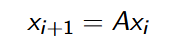 x_{i+1} = Ax_i